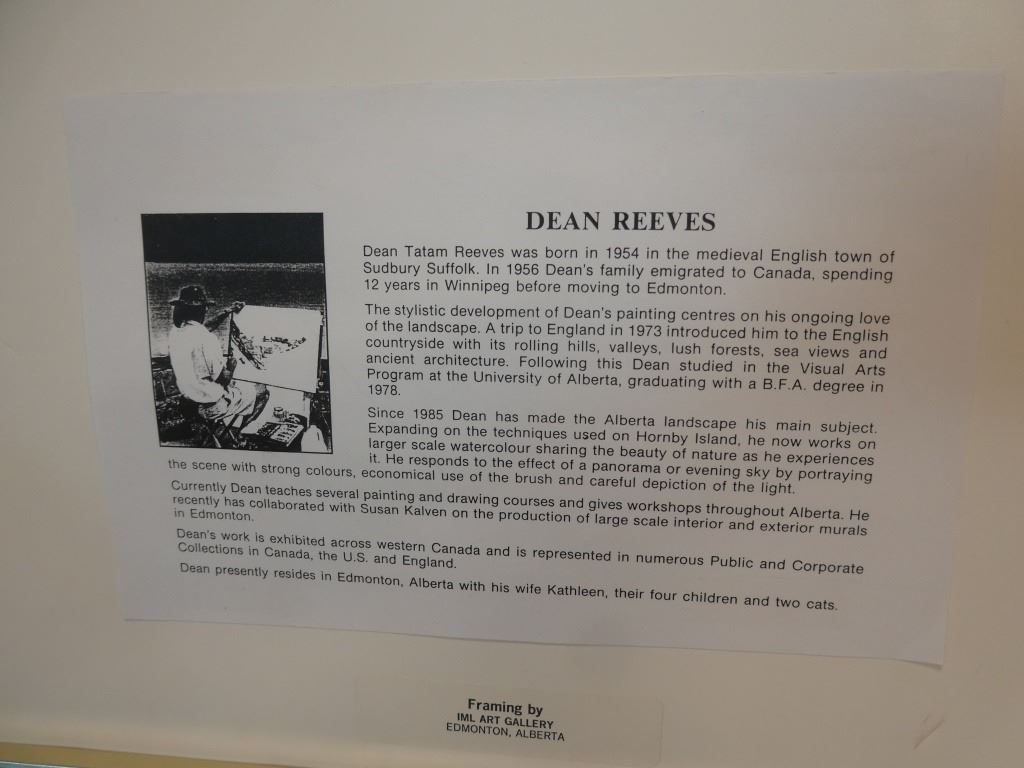 DEAN REEVES
Dean Tatam Reeves was born in 1954 in the medieval English town of
Sudbury Suffolk. In 1956 Dean's family emigrated to Canada, spending
12 years in Winnipeg before moving to Edmonton.
The stylistic development of Dean's painting centres on his ongoing love
of the landscape. A trip to England in 1973 introduced him to the English
countryside with its rolling hills, valleys, lush forests, sea views and
ancient architecture. Following this Dean studied in the Visual Arts
Program at the University of Alberta, graduating with a B.F.A. degree in
1978.
Since 1985 Dean has made the Alberta landscape his main subject.
Expanding on the techniques used on Hornby Island, he now works on
larger scale watercolour sharing the beauty of nature as he experiences
it. He responds to the effect of a panorama or evening sky by portraying
the scene with strong colours, economical use of the brush and careful depiction of the light.
Currently Dean teaches several painting and drawing courses and gives workshops throughout Alberta. He
recently has collaborated with Susan Kalven on the production of large scale interior and exterior murals
in Edmonton.
Dean's work is exhibited across western Canada and is represented in numerous Public and Corporate
Collections in Canada, the U.S. and England.
Dean presently resides in Edmonton, Alberta with his wife Kathleen, their four children and two cats.
Framing by
IML ART GALLERY
EDMONTON, ALBERTA